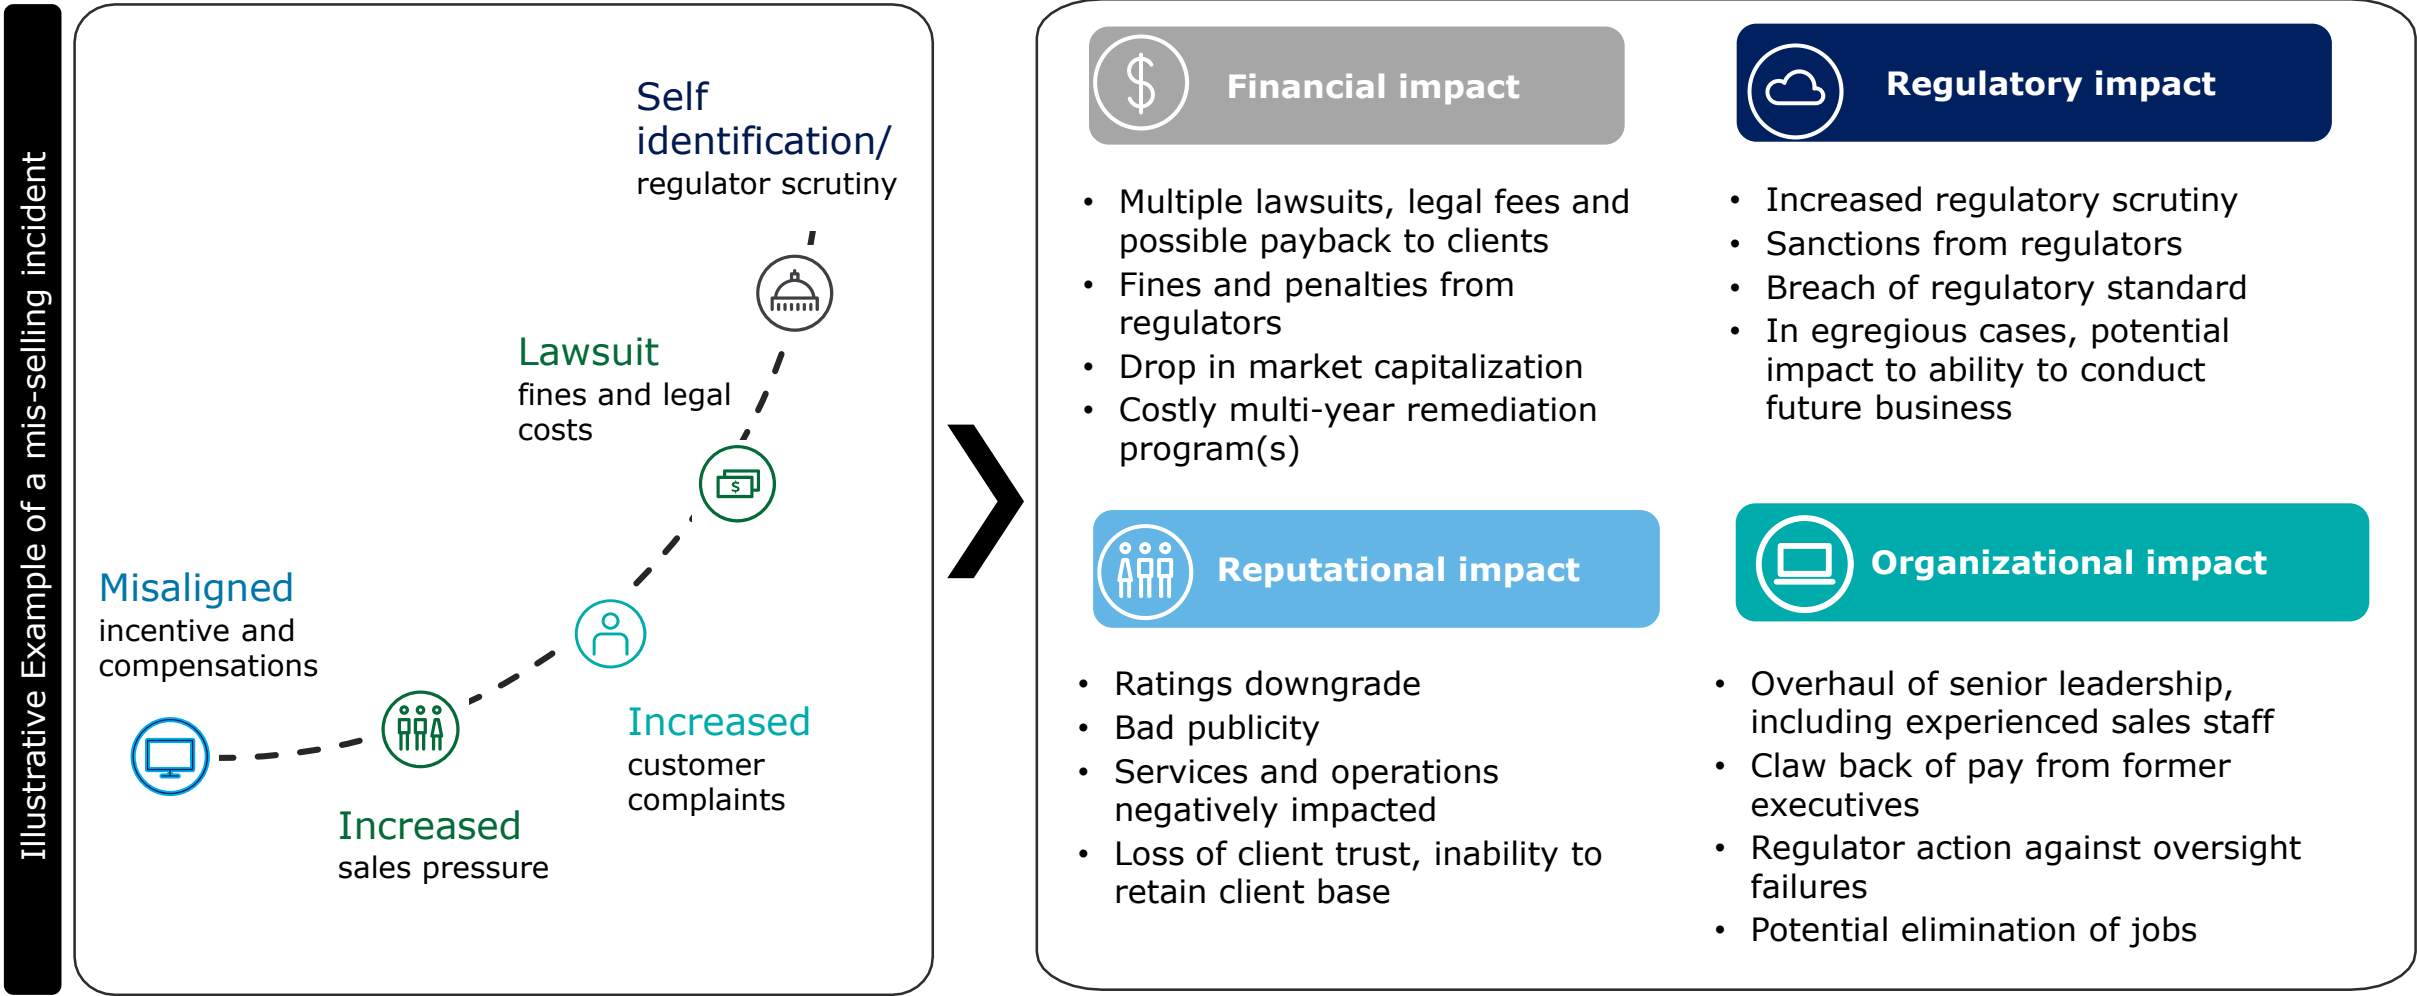 Illustrative Example of a mis-selling incident
Self
identification/
regulator scrutiny
Lawsuit
fines and legal
costs
$
Misaligned
incentive and
compensations
Increased
customer
complaints
Increased
sales pressure
$
Financial impact
• Multiple lawsuits, legal fees and
possible payback to clients
• Fines and penalties from
regulators
• Drop in market capitalization
• Costly multi-year remediation
program(s)
Regulatory impact
• Increased regulatory scrutiny
• Sanctions from regulators
• Breach of regulatory standard
• In egregious cases, potential
impact to ability to conduct
future business
Reputational impact
• Ratings downgrade
• Bad publicity
• Services and operations
negatively impacted
• Loss of client trust, inability to
retain client base
Organizational impact
• Overhaul of senior leadership,
including experienced sales staff
• Claw back of pay from former
executives
• Regulator action against oversight
failures
• Potential elimination of jobs